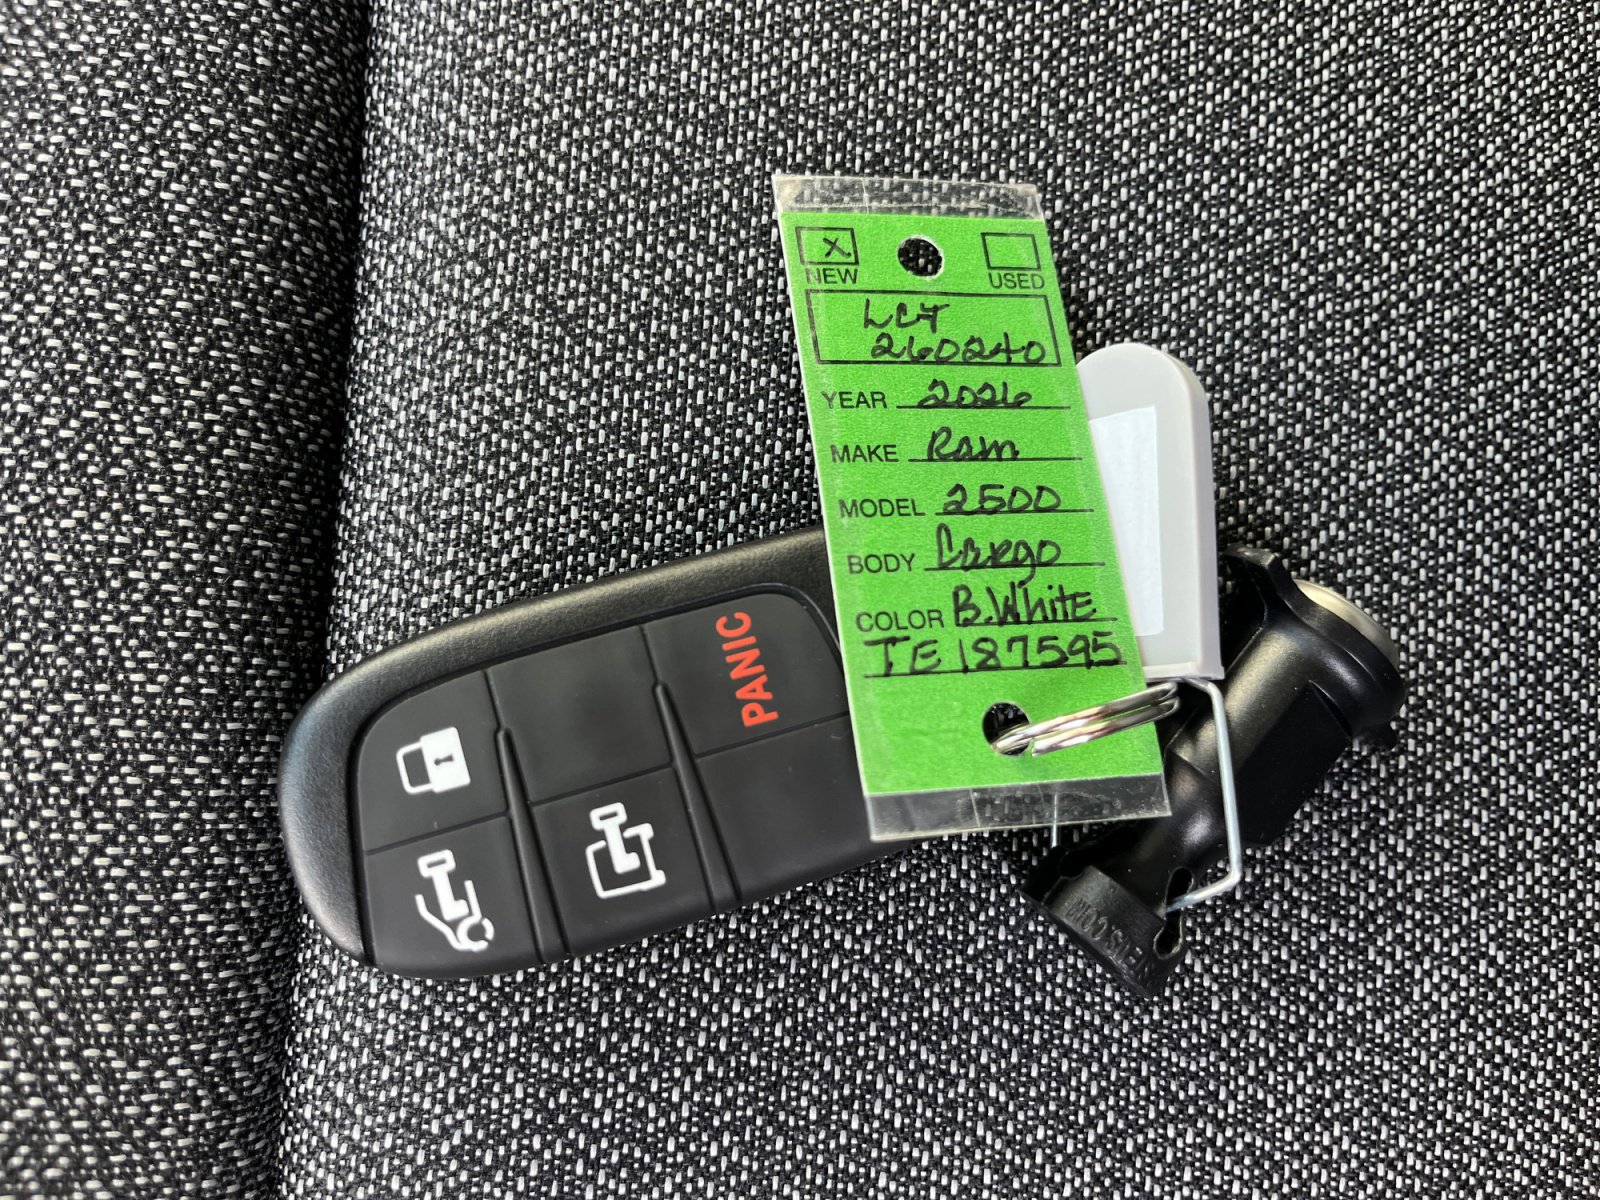 X
NEW USED
LCT
260240
YEAR 2026
MAKE Ram
MODEL 2500
BODY Cargo
COLOR B.White
TE187595
PANIC